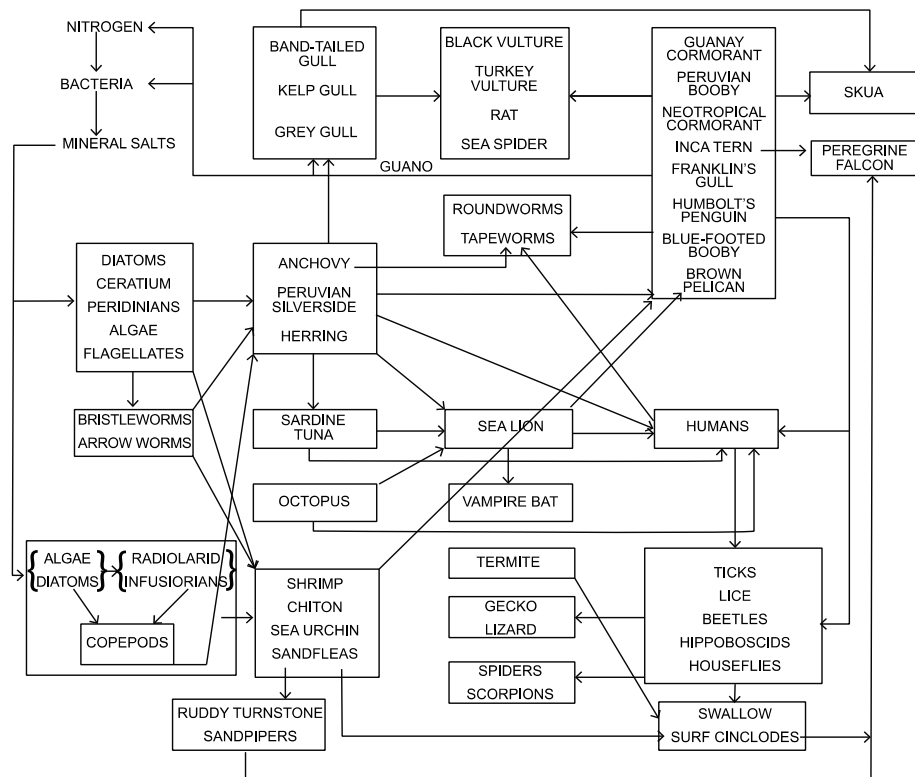 NITROGEN
BACTERIA
MINERAL SALTS
BAND-TAILED
GULL
KELP GULL
GREY GULL
BLACK VULTURE
TURKEY
VULTURE
RAT
SEA SPIDER
GUANAY
CORMORANT
PERUVIAN
BOOBY
NEOTROPICAL
CORMORANT
INCA TERN
FRANKLIN'S
GULL
HUMBOLT'S
PENGUIN
BLUE-FOOTED
BOOBY
BROWN
PELICAN
SKUA
PEREGRINE
FALCON
GUANO
ROUNDWORMS
TAPEWORMS
DIATOMS
CERATIUM
PERIDINIANS
ALGAE
FLAGELLATES
ANCHOVY
PERUVIAN
SILVERSIDE
HERRING
BRISTLEWORMS
ARROW WORMS
SARDINE
TUNA
SEA LION
HUMANS
OCTOPUS
VAMPIRE BAT
ALGAE
DIATOMS
RADIOLARID
INFUSIORIANS
COPEPODS
SHRIMP
CHITON
SEA URCHIN
SANDFLEAS
TERMITE
GECKO
LIZARD
SPIDERS
SCORPIONS
TICKS
LICE
BEETLES
HIPPOBOSCIDS
HOUSEFLIES
RUDDY TURNSTONE
SANDPIPERS
SWALLOW
SURF CINCLODES